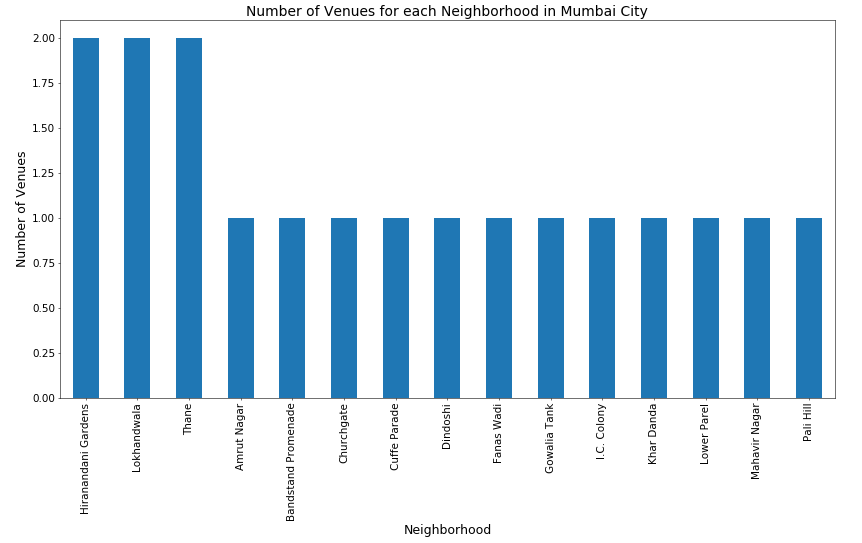 Number of Venues for each Neighborhood in Mumbai City
Number of Venues
2.00
1.75
1.50
1.25
1.00
0.75
0.50
0.25
0.00
Hiranandani Gardens
Lokhandwala
Thane
Amrut Nagar
Bandstand Promenade
Churchgate
Cuffe Parade
Dindoshi
Fanas Wadi
Gowalia Tank
I.C. Colony
Khar Danda
Lower Parel
Mahavir Nagar
Pali Hill
Neighborhood